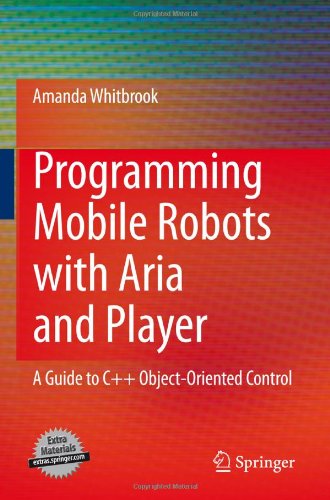 Amanda Whitbrook
Programming
Mobile Robots
with Aria
and Player
A Guide to C++ Object-Oriented Control
Extra
Materials
extras.springer.com
Springer